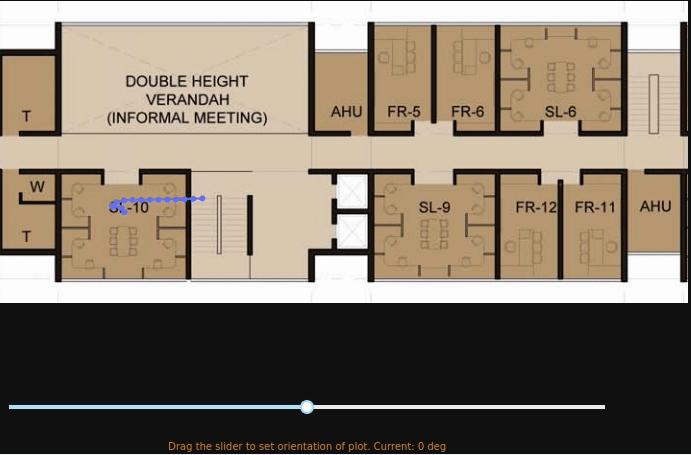 DOUBLE HEIGHT
VERANDAH
(INFORMAL MEETING)
T
AHU
FR-5
FR-6
SL-6
W
T
SL-10
SL-9
FR-12
FR-11
AHU
Drag the slider to set orientation of plot. Current: 0 deg